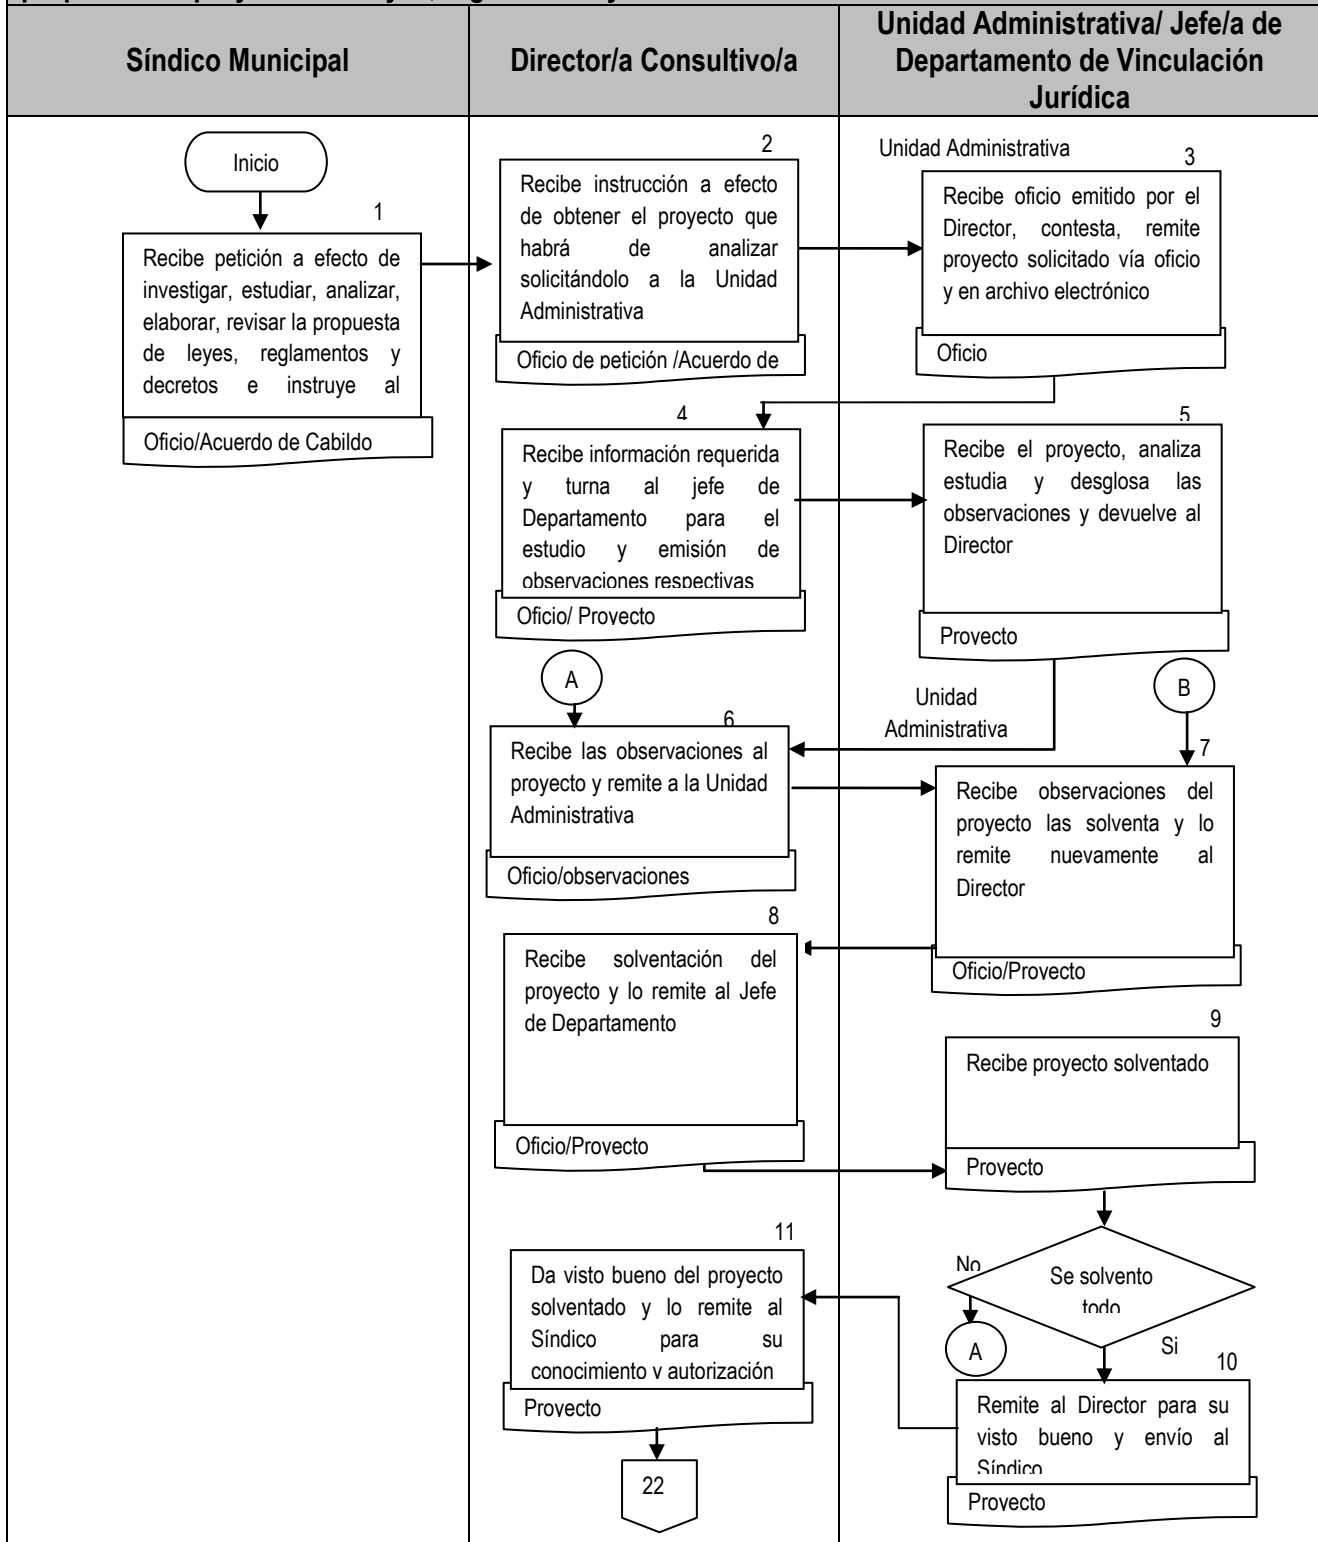 Síndico Municipal
Director/a Consultivo/a
Unidad Administrativa/ Jefe/a de
Departamento de Vinculación
Jurídica
Inicio
1
Recibe petición a efecto de
investigar, estudiar, analizar,
elaborar, revisar la propuesta
de leyes, reglamentos y
decretos e instruye al
Oficio/Acuerdo de Cabildo
2
Recibe instrucción a efecto
de obtener el proyecto que
habrá de analizar
solicitándolo a la Unidad
Administrativa
Oficio de petición /Acuerdo de
Unidad Administrativa
3
Recibe oficio emitido por el
Director, contesta, remite
proyecto solicitado vía oficio
y en archivo electrónico
Oficio
4
Recibe información requerida
y turna al jefe de
Departamento para el
estudio y emisión de
observaciones respectivas
Oficio/ Proyecto
5
Recibe el proyecto, analiza
estudia y desglosa las
observaciones y devuelve al
Director
Proyecto
A
6
Recibe las observaciones al
proyecto y remite a la Unidad
Administrativa
Oficio/observaciones
Unidad
Administrativa
B
7
Recibe observaciones del
proyecto las solventa y lo
remite nuevamente al
Director
Oficio/Proyecto
8
Recibe solventación del
proyecto y lo remite al Jefe
de Departamento
Oficio/Proyecto
9
Recibe proyecto solventado
Proyecto
Se solvento
todo
No
A
Si
10
Remite al Director para su
visto bueno y envío al
Síndico
Proyecto
11
Da visto bueno del proyecto
solventado y lo remite al
Síndico para su
conocimiento y autorización
Proyecto
22